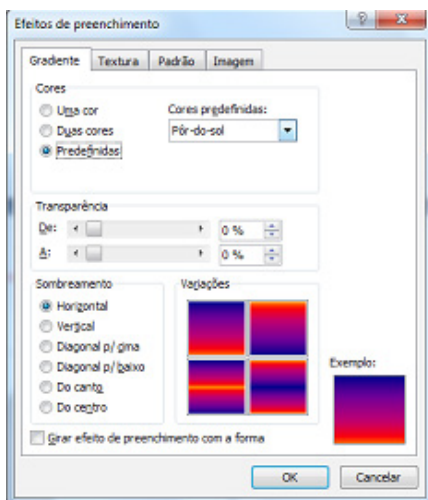 Efeitos de preenchimento
Gradiente Textura Padrão Imagem
Cores
Uma cor
Duas cores
Predefinidas
Cores predefinidas:
Pôr-do-sol
Transparência
De: 0 %
A: 0 %
Sombreamento
Horizontal
Vertical
Diagonal p/ cima
Diagonal p/ baixo
Do canto
Do centro
Variações
Exemplo:
Girar efeito de preenchimento com a forma
OK Cancelar